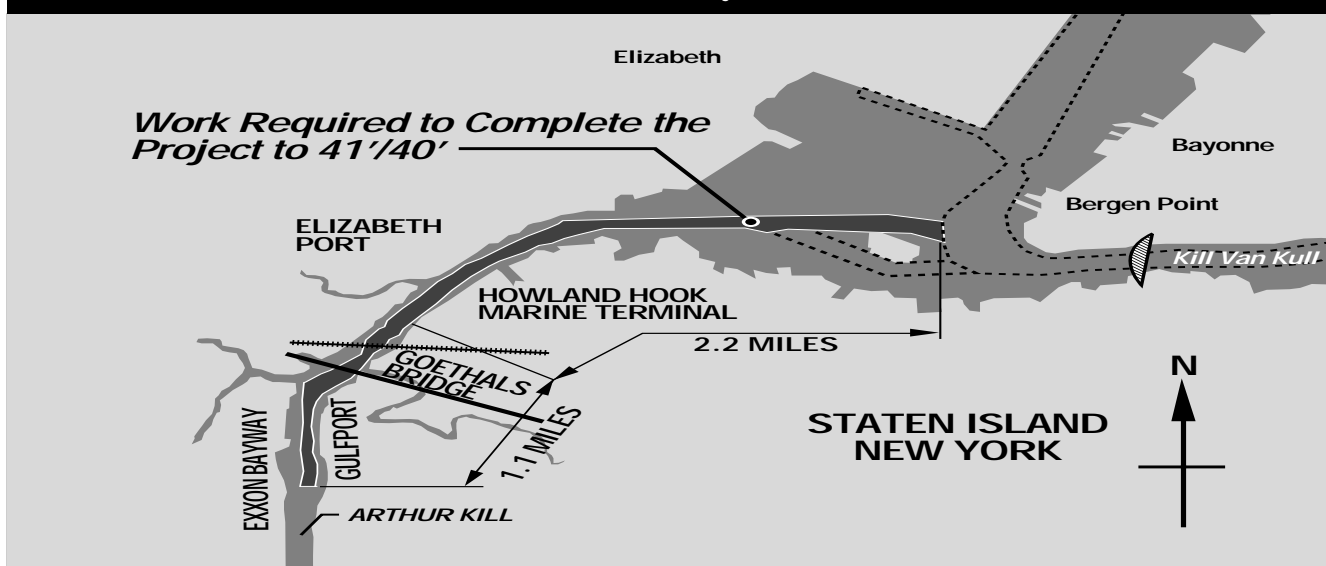 Elizabeth
Work Required to Complete the
Project to 41'/40'
Bayonne
Bergen Point
ELIZABETH
PORT
Kill Van Kull
HOWLAND HOOK
MARINE TERMINAL
2.2 MILES
GOETHALS
BRIDGE
N
1.1 MILES
STATEN ISLAND
NEW YORK
EXXON BAYWAY
GULFPORT
ARTHUR KILL